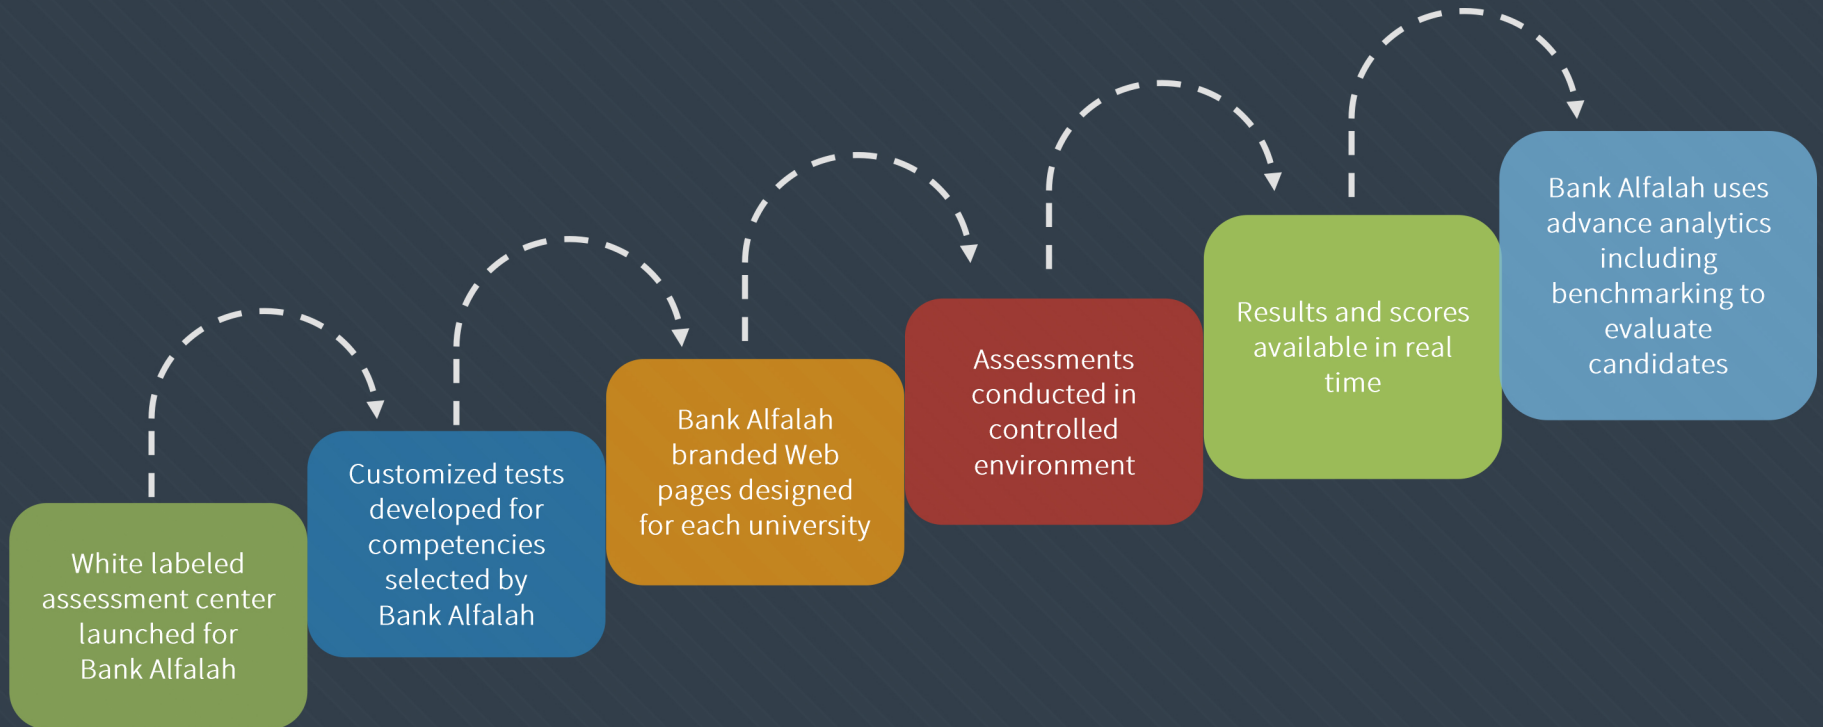 White labeled
assessment center
launched for
Bank Alfalah
Customized tests
developed for
competencies
selected by
Bank Alfalah
Bank Alfalah
branded Web
pages designed
for each university
Assessments
conducted in
controlled
environment
Results and scores
available in real
time
Bank Alfalah uses
advance analytics
including
benchmarking to
evaluate
candidates